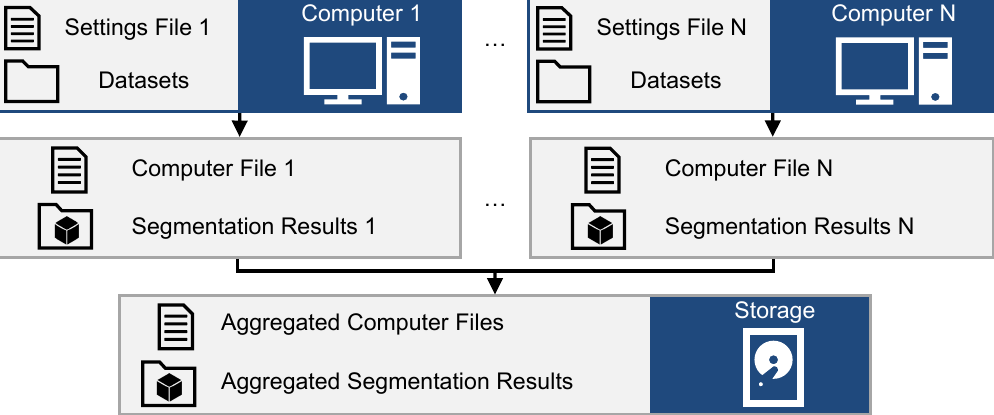 Settings File 1
Computer 1
Datasets
...
Settings File N
Computer N
Datasets
Computer File 1
Segmentation Results 1
...
Computer File N
Segmentation Results N
Aggregated Computer Files
Storage
Aggregated Segmentation Results